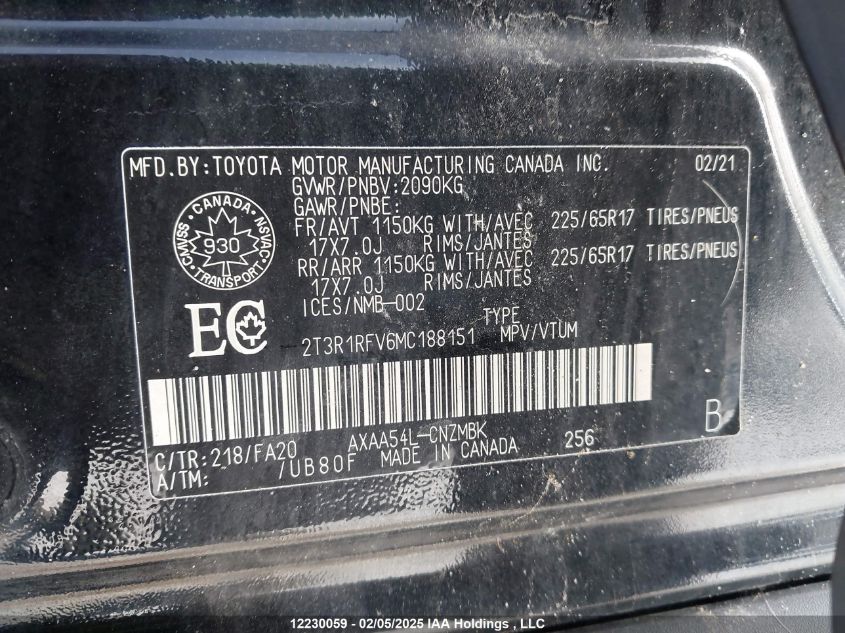 MFD.BY:TOYOTA MOTOR MANUFACTURING CANADA INC. 02/21
GVWR/PNBV:2090KG
GAWR/PNBE:
FR/AVT 1150KG WITH/AVEC 225/65R17 TIRES/PNEUS
17X7.0J RIMS/JANTES
RR/ARR 1150KG WITH/AVEC 225/65R17 TIRES/PNEUS
17X7.0J RIMS/JANTES
ICES/NMB-002
CANADA
CMVSS 930 NSVAC
TRANSPORT
EC
TYPE
2T3R1RFV6MC188151 MPV/VTUM
B
C/TR:218/FA20 AXAA54L-CNZMBK 256
A/TM: 7UB80F MADE IN CANADA
12230059 - 02/05/2025 IAA Holdings , LLC